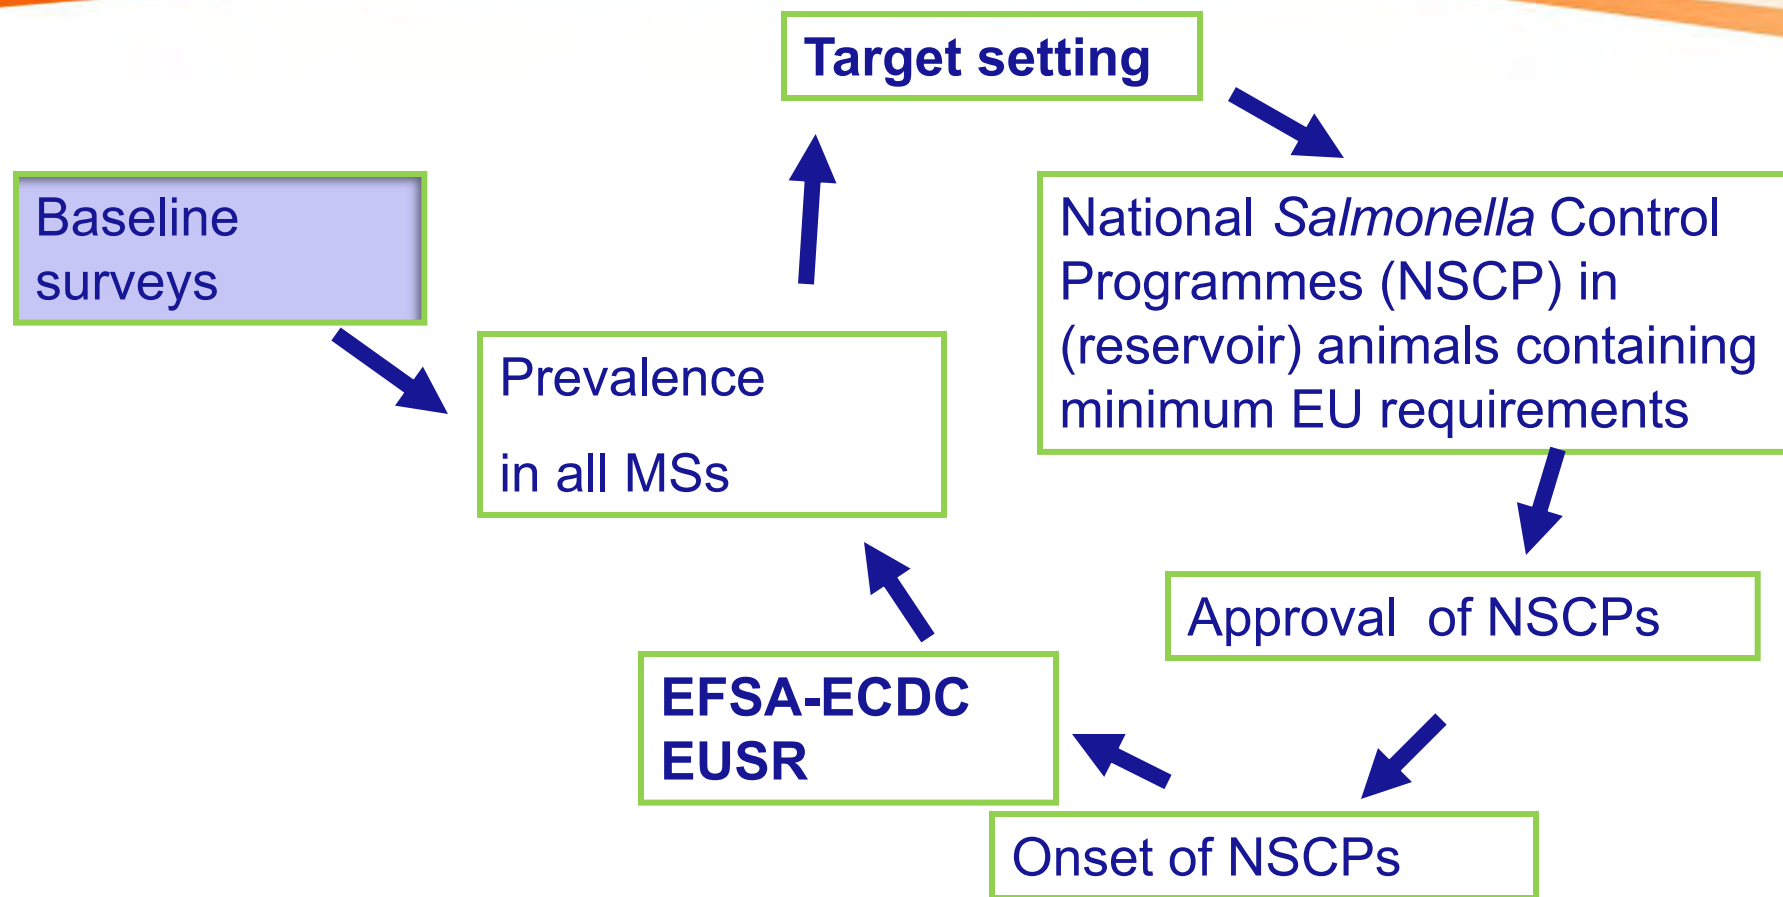 Target setting
Baseline
surveys
National Salmonella Control
Programmes (NSCP) in
(reservoir) animals containing
minimum EU requirements
Prevalence
in all MSs
Approval of NSCPs
EFSA-ECDC
EUSR
Onset of NSCPs